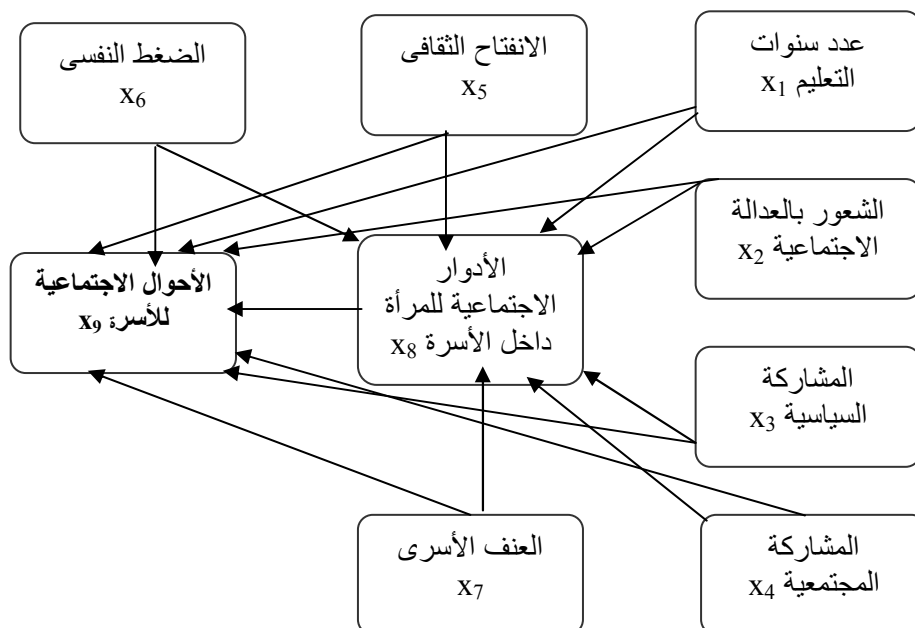 عدد سنوات
التعليم x1
الانفتاح الثقافى
x5
الضغط النفسى
x6
الشعور بالعدالة
الاجتماعية x2
الأدوار
الاجتماعية للمرأة
داخل الأسرة x8
الأحوال الاجتماعية
للأسرة x9
المشاركة
السياسية x3
المشاركة
المجتمعية x4
العنف الأسرى
x7